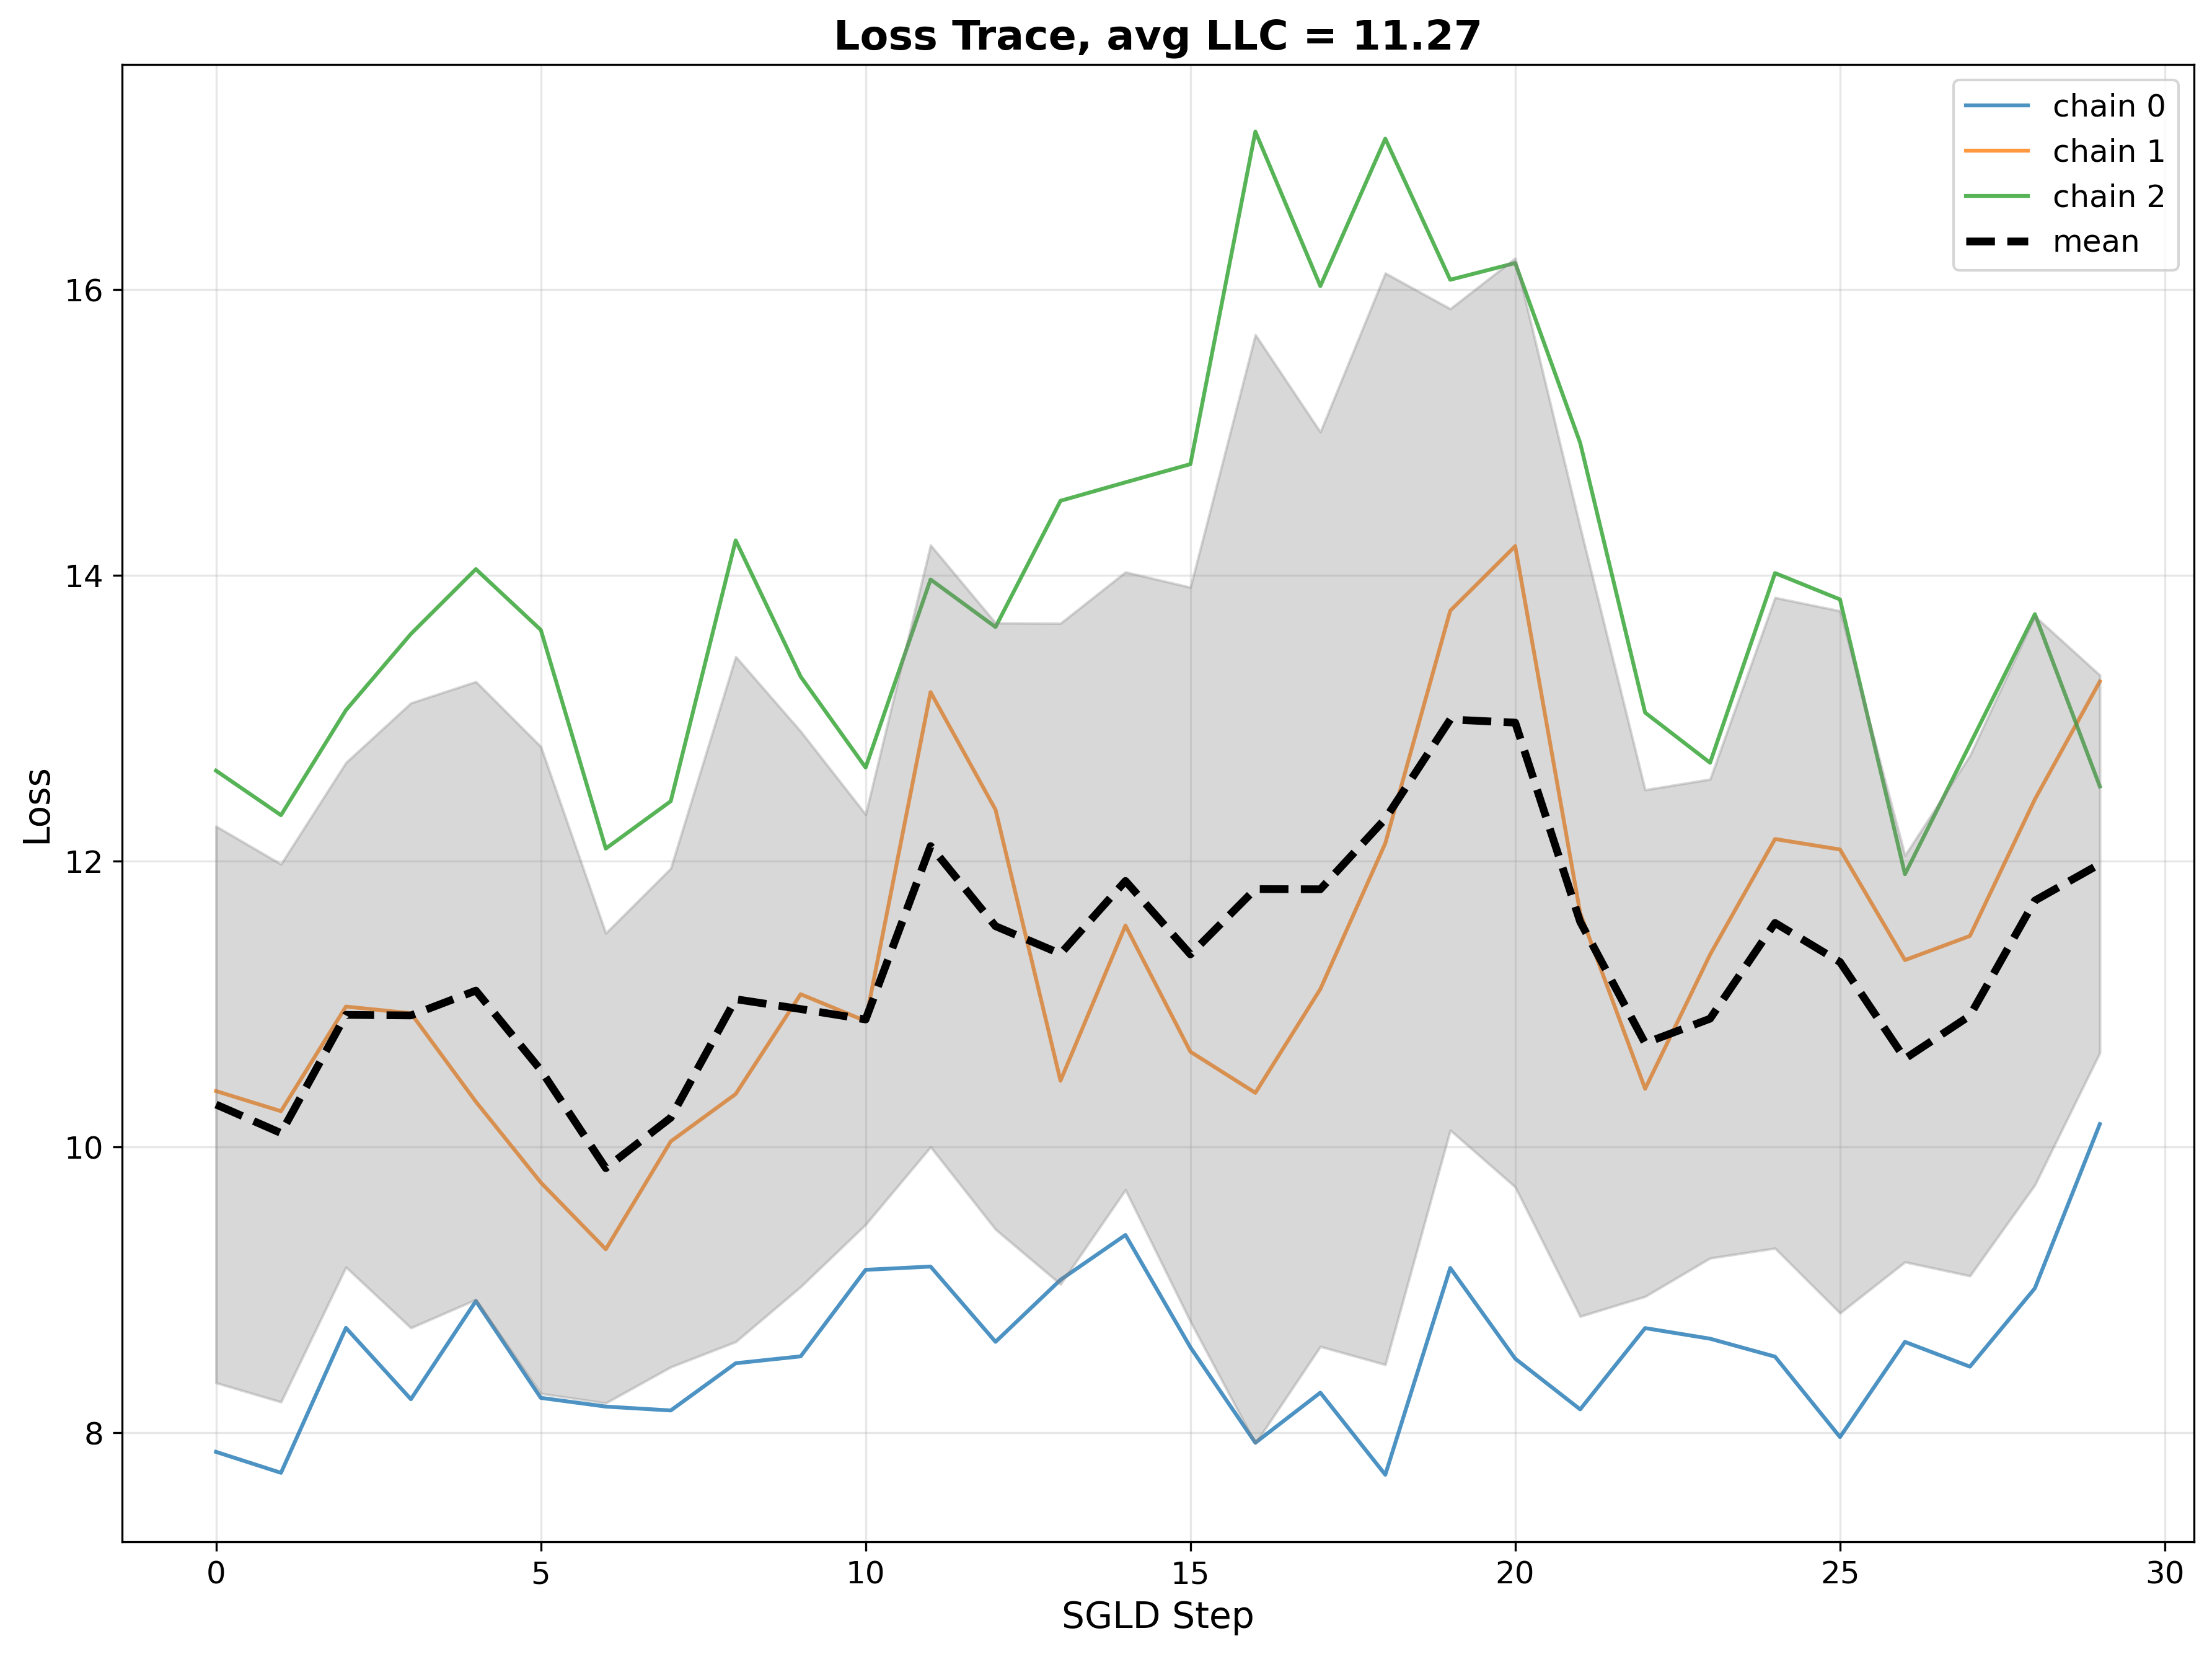 Loss Trace, avg LLC = 11.27
chain 0
chain 1
chain 2
mean
Loss
16
14
12
10
8
0 5 10 15 20 25 30
SGLD Step